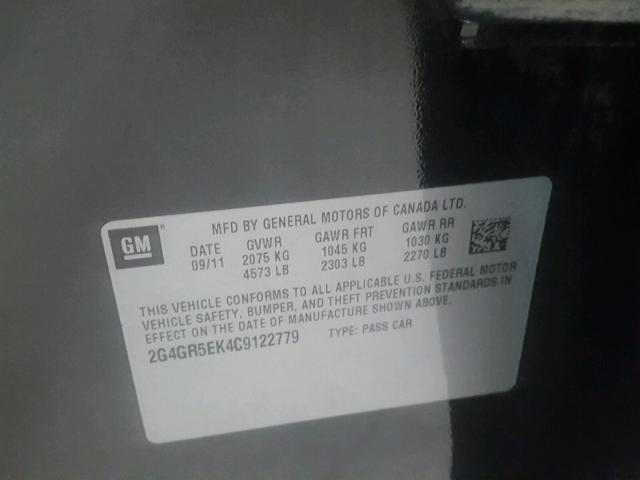 MFD BY GENERAL MOTORS OF CANADA LTD.
GM ®
DATE GVWR GAWR FRT GAWR RR
09/11 2075 KG 1045 KG 1030 KG
4573 LB 2303 LB 2270 LB
THIS VEHICLE CONFORMS TO ALL APPLICABLE U.S. FEDERAL MOTOR
VEHICLE SAFETY, BUMPER, AND THEFT PREVENTION STANDARDS IN
EFFECT ON THE DATE OF MANUFACTURE SHOWN ABOVE.
2G4GR5EK4C9122779 TYPE: PASS CAR